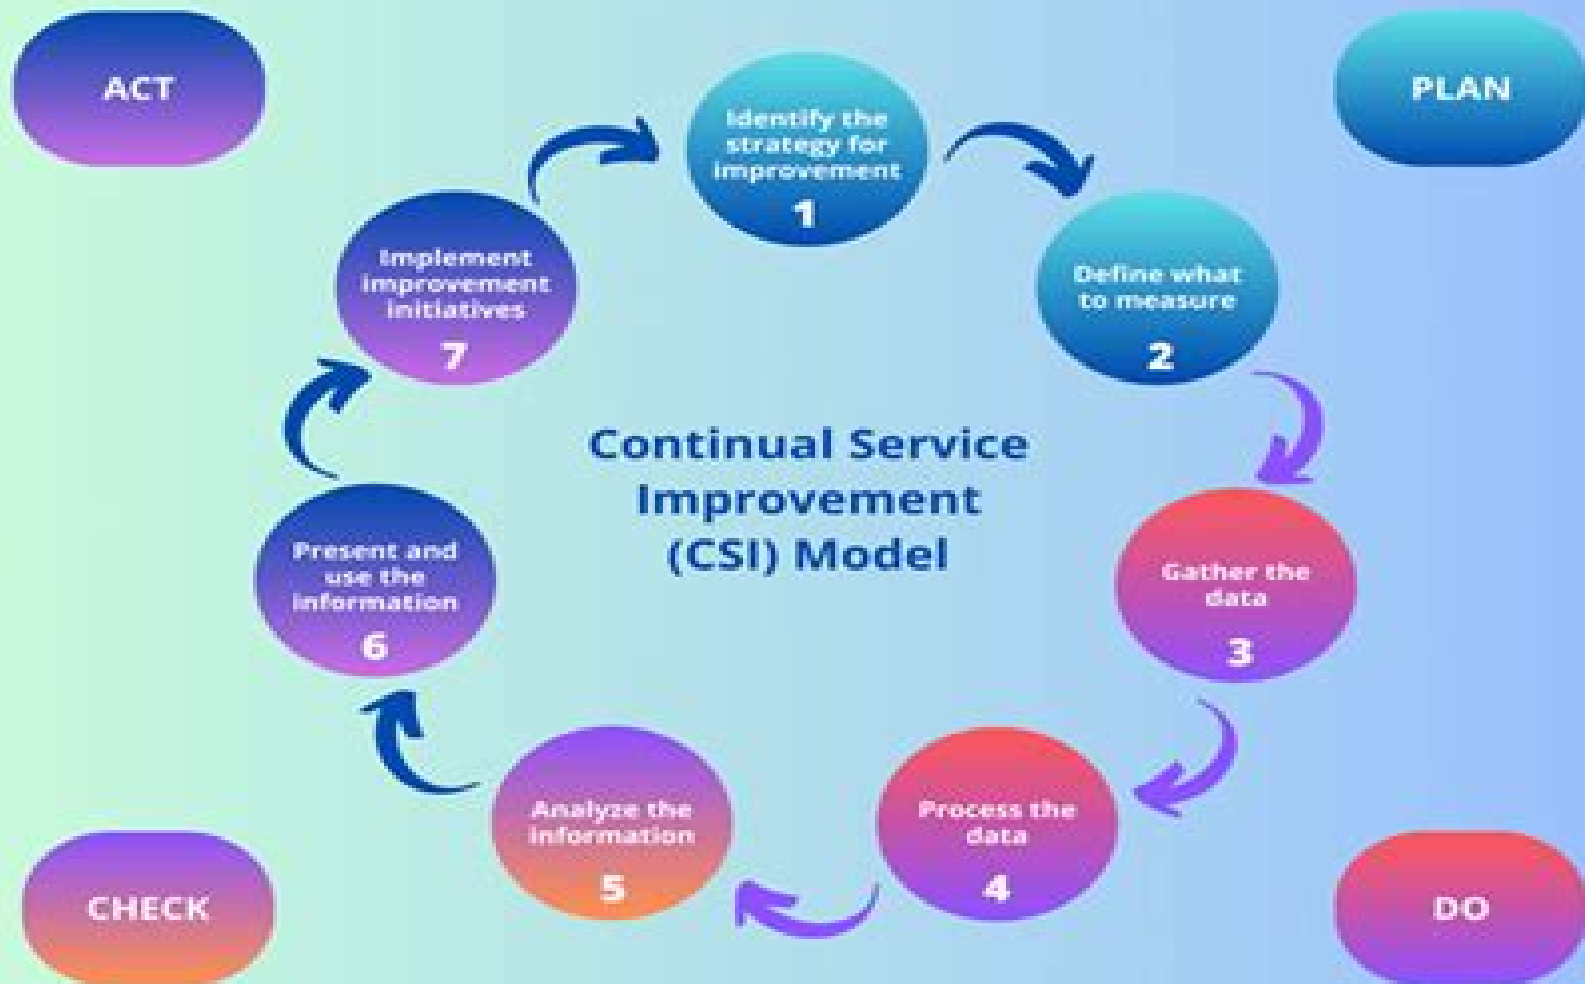 ACT
PLAN
Identify the
strategy for
improvement
1
Define what
to measure
2
Gather the
data
3
Process the
data
4
Analyze the
information
5
Present and
use the
information
6
Implement
improvement
initiatives
7
Continual Service
Improvement
(CSI) Model
CHECK
DO